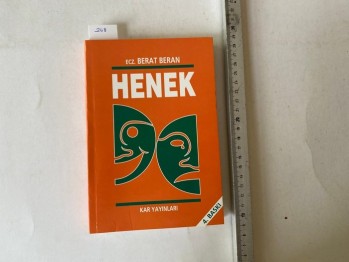 ecz. BERAT BERAN
HENEK
KAR YAYINLARI
4. BASKI